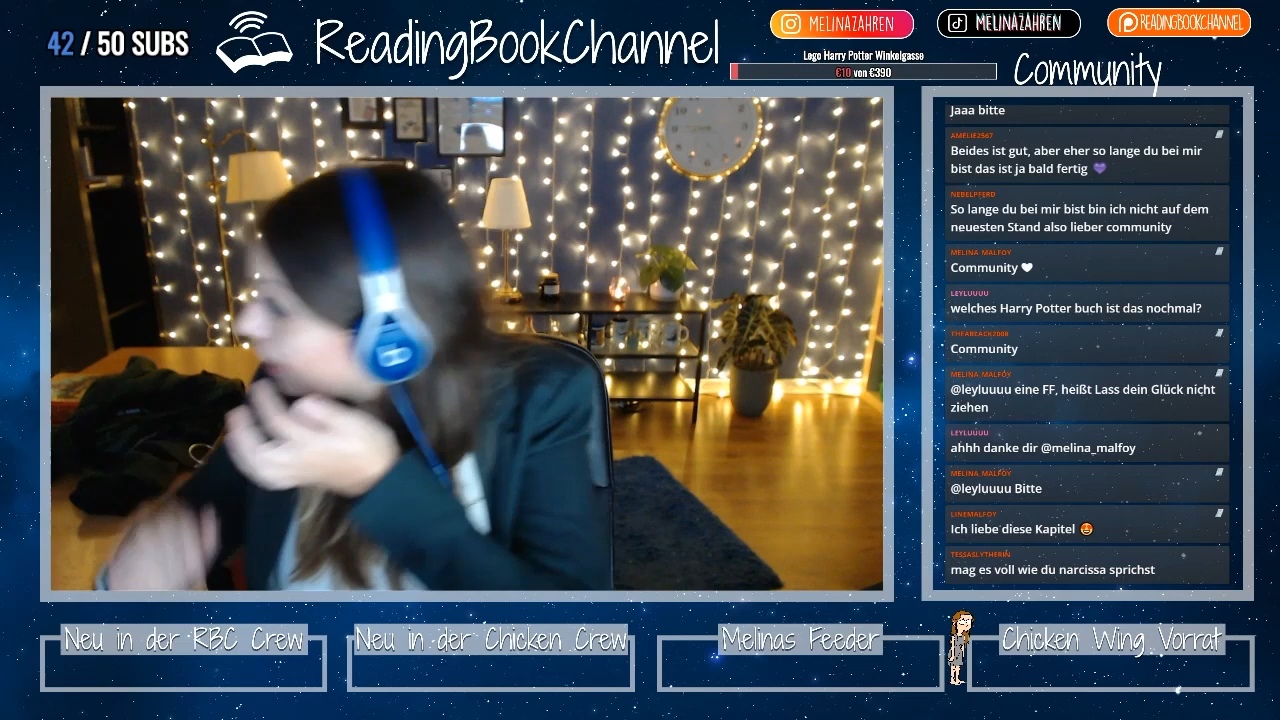 42 / 50 SUBS
ReadingBookChannel
MELINAZAHREN
MELINAZAHREN
READINGBOOKCHANNEL
Lego Harry Potter Winkelgasse
€10 von €390
Community
Jaaa bitte
AMELIE2567
Beides ist gut, aber eher so lange du bei mir
bist das ist ja bald fertig 💜
NEBELPFERD
So lange du bei mir bist bin ich nicht auf dem
neuesten Stand also lieber community
MELINA_MALFOY
Community 🤍
LEYLUUUU
welches Harry Potter buch ist das nochmal?
Community
MELINA_MALFOY
@leyluuuu eine FF, heißt Lass dein Glück nicht
ziehen
LEYLUUUU
ahhh danke dir @melina_malfoy
MELINA_MALFOY
@leyluuuu Bitte
LINEMALFOY
Ich liebe diese Kapitel 🤩
TESSASLYTHERIN
mag es voll wie du narcissa sprichst
Neu in der RBC Crew
Neu in der Chicken Crew
Melinas Feeder
Chicken Wing Vorrat